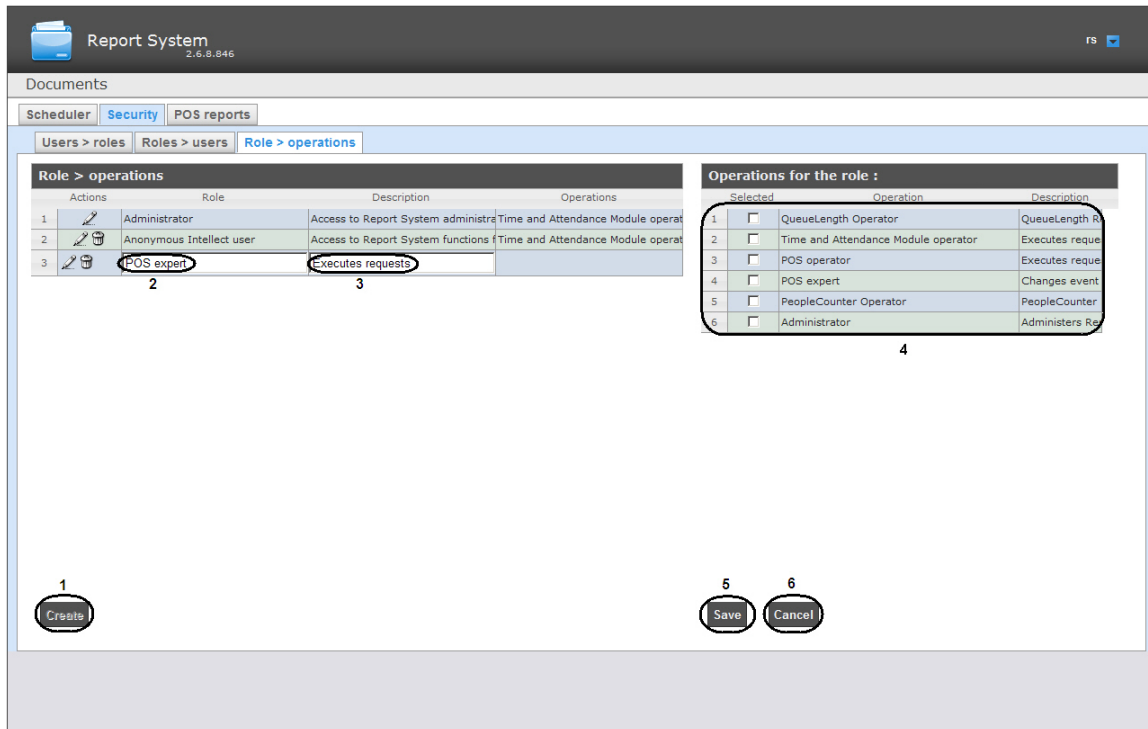 Report System
2.6.8.846
rs
Documents
Scheduler Security POS reports
Users > roles Roles > users Role > operations
Role > operations
Actions Role Description Operations
1 Administrator Access to Report System administra Time and Attendance Module operat
2 Anonymous Intellect user Access to Report System functions f Time and Attendance Module operat
3 POS expert Executes requests
2 3
Operations for the role :
Selected Operation Description
1 QueueLength Operator QueueLength R
2 Time and Attendance Module operator Executes reque
3 POS operator Executes reque
4 POS expert Changes event
5 PeopleCounter Operator PeopleCounter
6 Administrator Administers Re
4
1
Create
5 6
Save Cancel